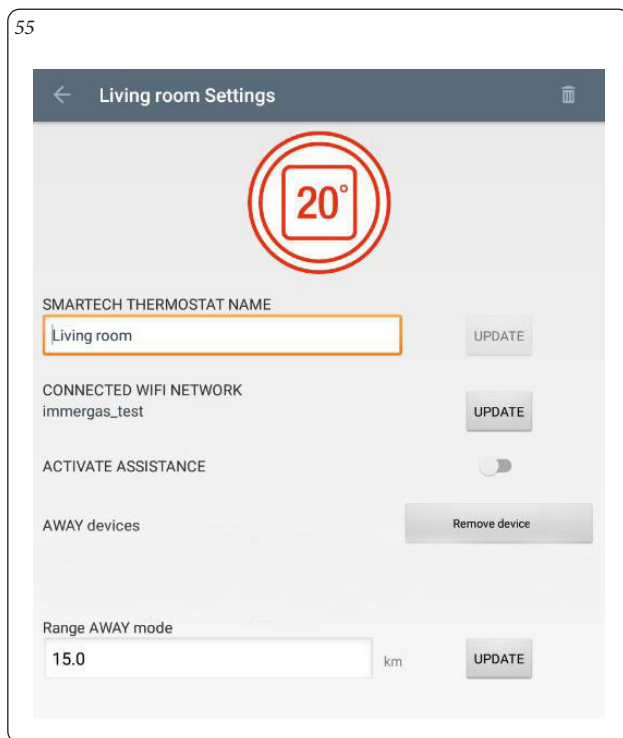 55
Living room Settings
20°
SMARTECH THERMOSTAT NAME
Living room
UPDATE
CONNECTED WIFI NETWORK
immergas_test
UPDATE
ACTIVATE ASSISTANCE
AWAY devices
Remove device
Range AWAY mode
15.0 km
UPDATE